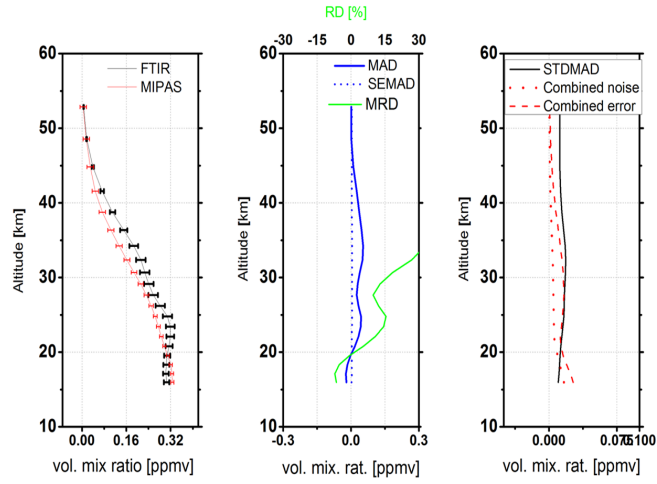 RD [%]
-30 -15 0 15 30
60
50
40
30
20
10
Altitude [km]
FTIR
MIPAS
0.00 0.16 0.32
vol. mix ratio [ppmv]
60
50
40
30
20
10
Altitude [km]
MAD
SEMAD
MRD
-0.3 0.0 0.3
vol. mix. rat. [ppmv]
60
50
40
30
20
10
Altitude [km]
STDMAD
Combined noise
Combined error
0.000
vol. mix. rat. [ppmv]